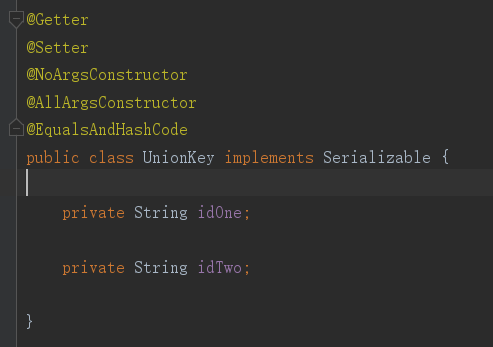 @Getter
@Setter
@NoArgsConstructor
@AllArgsConstructor
@EqualsAndHashCode
public class UnionKey implements Serializable {
private String idOne;
private String idTwo;
}